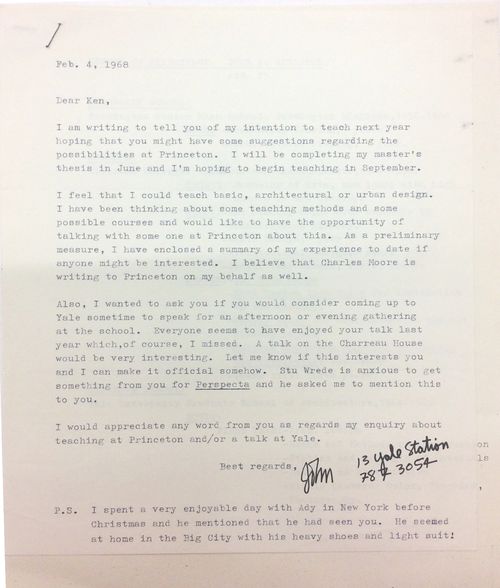 Feb. 4, 1968
Dear Ken,
I am writing to tell you of my intention to teach next year
hoping that you might have some suggestions regarding the
possibilities at Princeton. I will be completing my master's
thesis in June and I'm hoping to begin teaching in September.
I feel that I could teach basic, architectural or urban design.
I have been thinking about some teaching methods and some
possible courses and would like to have the opportunity of
talking with some one at Princeton about this. As a preliminary
measure, I have enclosed a summary of my experience to date if
anyone might be interested. I believe that Charles Moore is
writing to Princeton on my behalf as well.
Also, I wanted to ask you if you would consider coming up to
Yale sometime to speak for an afternoon or evening gathering
at the school. Everyone seems to have enjoyed your talk last
year which,of course, I missed. A talk on the Charreau House
would be very interesting. Let me know if this interests you
and I can make it official somehow. Stu Wrede is anxious to get
something from you for Perspecta and he asked me to mention this
to you.
I would appreciate any word from you as regards my enquiry about
teaching at Princeton and/or a talk at Yale.
Best regards,
John
13 Yale Station
787 3054
P.S. I spent a very enjoyable day with Ady in New York before
Christmas and he mentioned that he had seen you. He seemed
at home in the Big City with his heavy shoes and light suit!
on
ls